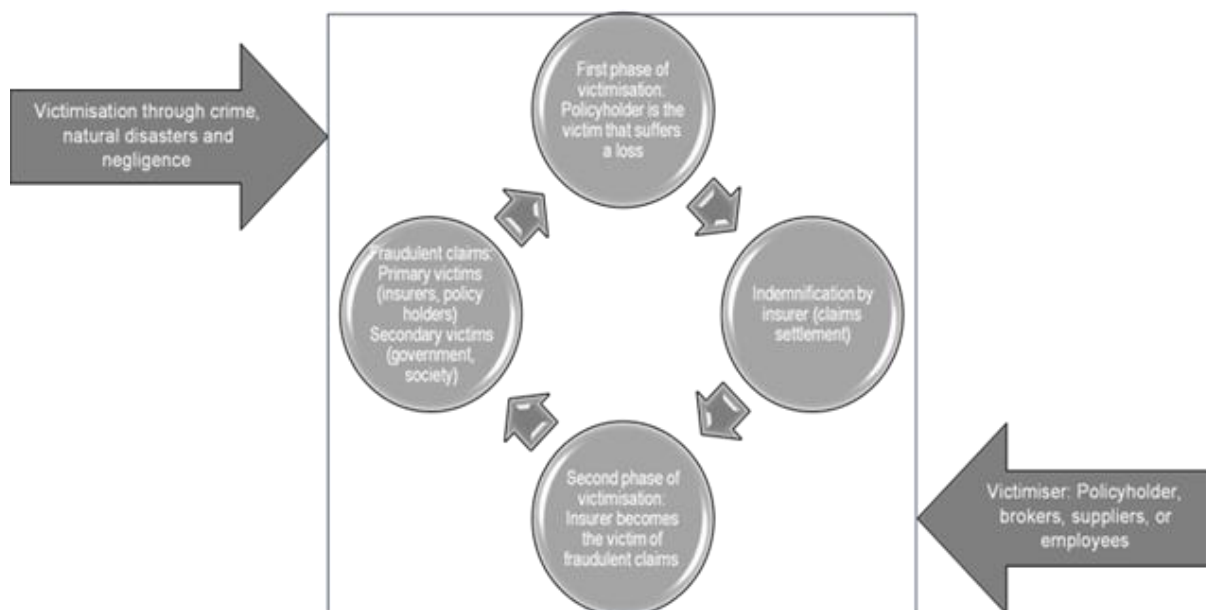 First phase of
victimisation:
Policyholder is the
victim that suffers
a loss
Victimisation through crime,
natural disasters and
negligence
Fraudulent claims:
Primary victims
(insurers, policy
holders)
Secondary victims
(government,
society)
Indemnification by
insurer (claims
settlement)
Second phase of
victimisation:
Insurer becomes
the victim of
fraudulent claims
Victimiser: Policyholder,
brokers, suppliers, or
employees